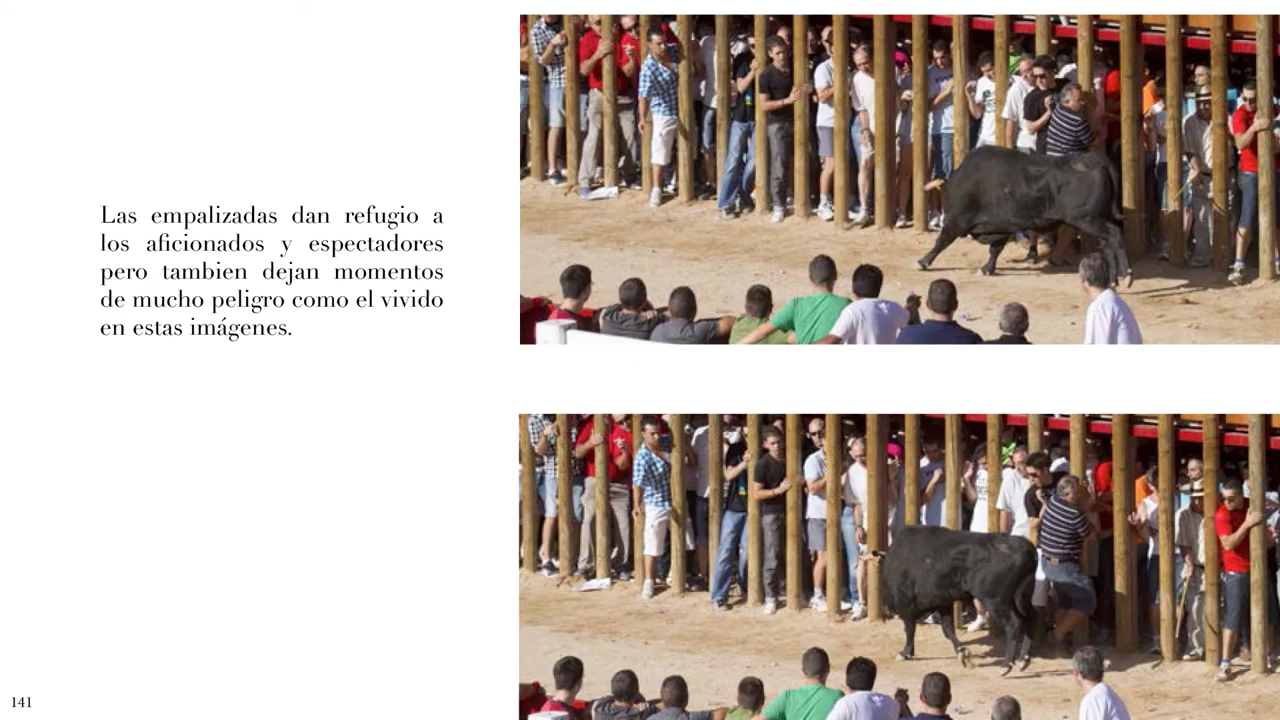 Las empalizadas dan refugio a
los aficionados y espectadores
pero tambien dejan momentos
de mucho peligro como el vivido
en estas imágenes.
141